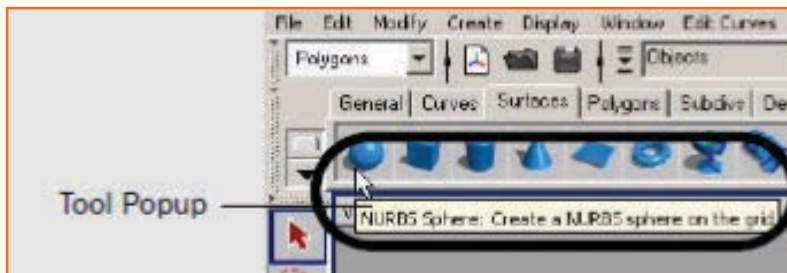 File Edit Modify Create Display Window Edit Curves
Polygons Objects
General Curves Surfaces Polygons Subdivs De
Tool Popup
NURBS Sphere: Create a NURBS sphere on the grid